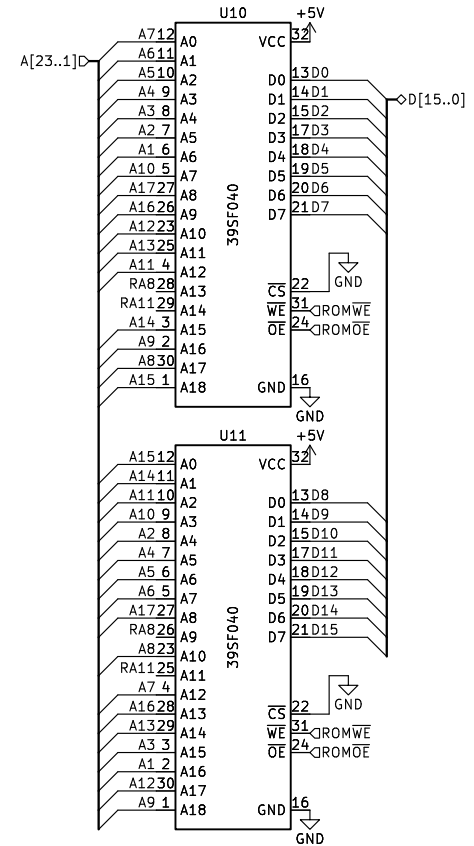 U10 +5V
A7 12 A0 VCC 32
A[23..1] A6 11 A1
A5 10 A2 D0 13 D0
A4 9 A3 D1 14 D1 D[15..0]
A3 8 A4 D2 15 D2
A2 7 A5 D3 17 D3
A1 6 A6 D4 18 D4
A10 5 A7 D5 19 D5
A17 27 A8 D6 20 D6
A16 26 A9 D7 21 D7
A12 23 A10
A13 25 A11
A11 4 A12
39SF040
RA8 28 A13 CS 22 GND
RA11 29 A14 WE 31 ROMWE
A14 3 A15 OE 24 ROMOE
A9 2 A16
A8 30 A17
A15 1 A18 GND 16
GND
U11 +5V
A15 12 A0 VCC 32
A14 11 A1
A11 10 A2 D0 13 D8
A10 9 A3 D1 14 D9
A2 8 A4 D2 15 D10
A4 7 A5 D3 17 D11
A5 6 A6 D4 18 D12
A6 5 A7 D5 19 D13
A17 27 A8 D6 20 D14
RA8 26 A9 D7 21 D15
A8 23 A10
RA11 25 A11
A7 4 A12
39SF040
A16 28 A13 CS 22 GND
A13 29 A14 WE 31 ROMWE
A3 3 A15 OE 24 ROMOE
A1 2 A16
A12 30 A17
A9 1 A18 GND 16
GND